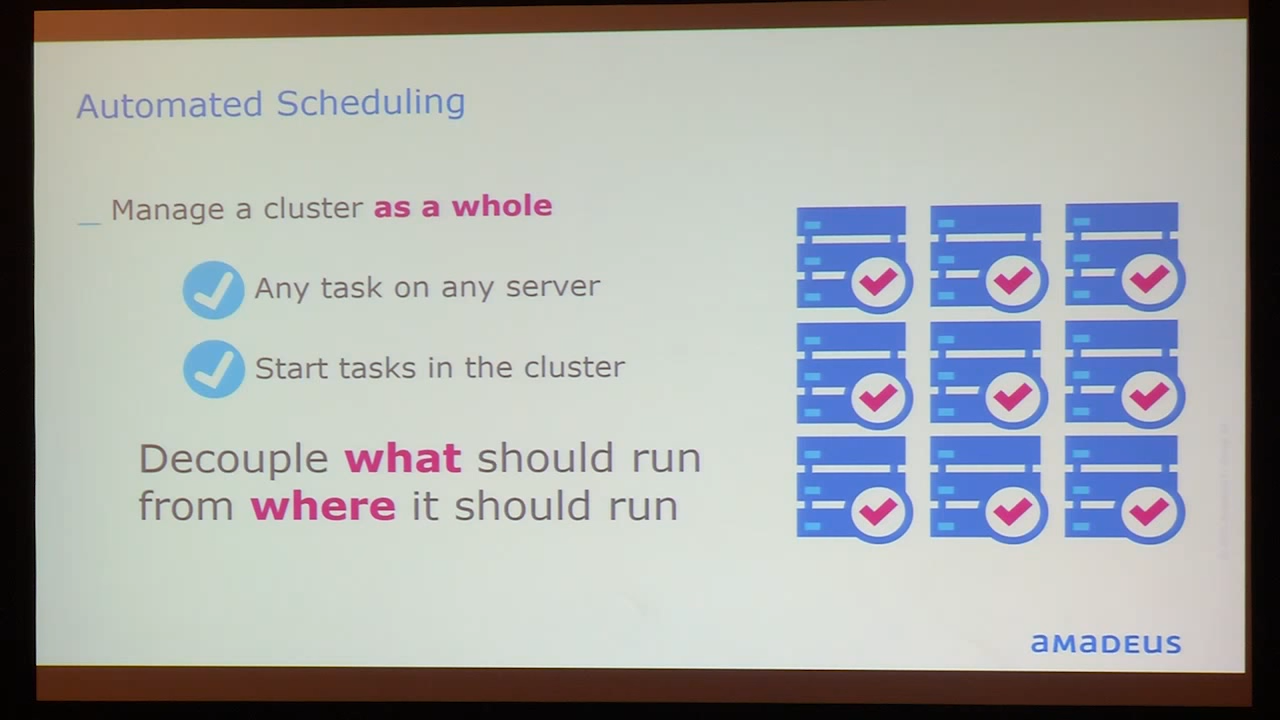 Automated Scheduling
_ Manage a cluster as a whole
Any task on any server
Start tasks in the cluster
Decouple what should run
from where it should run
amadeus